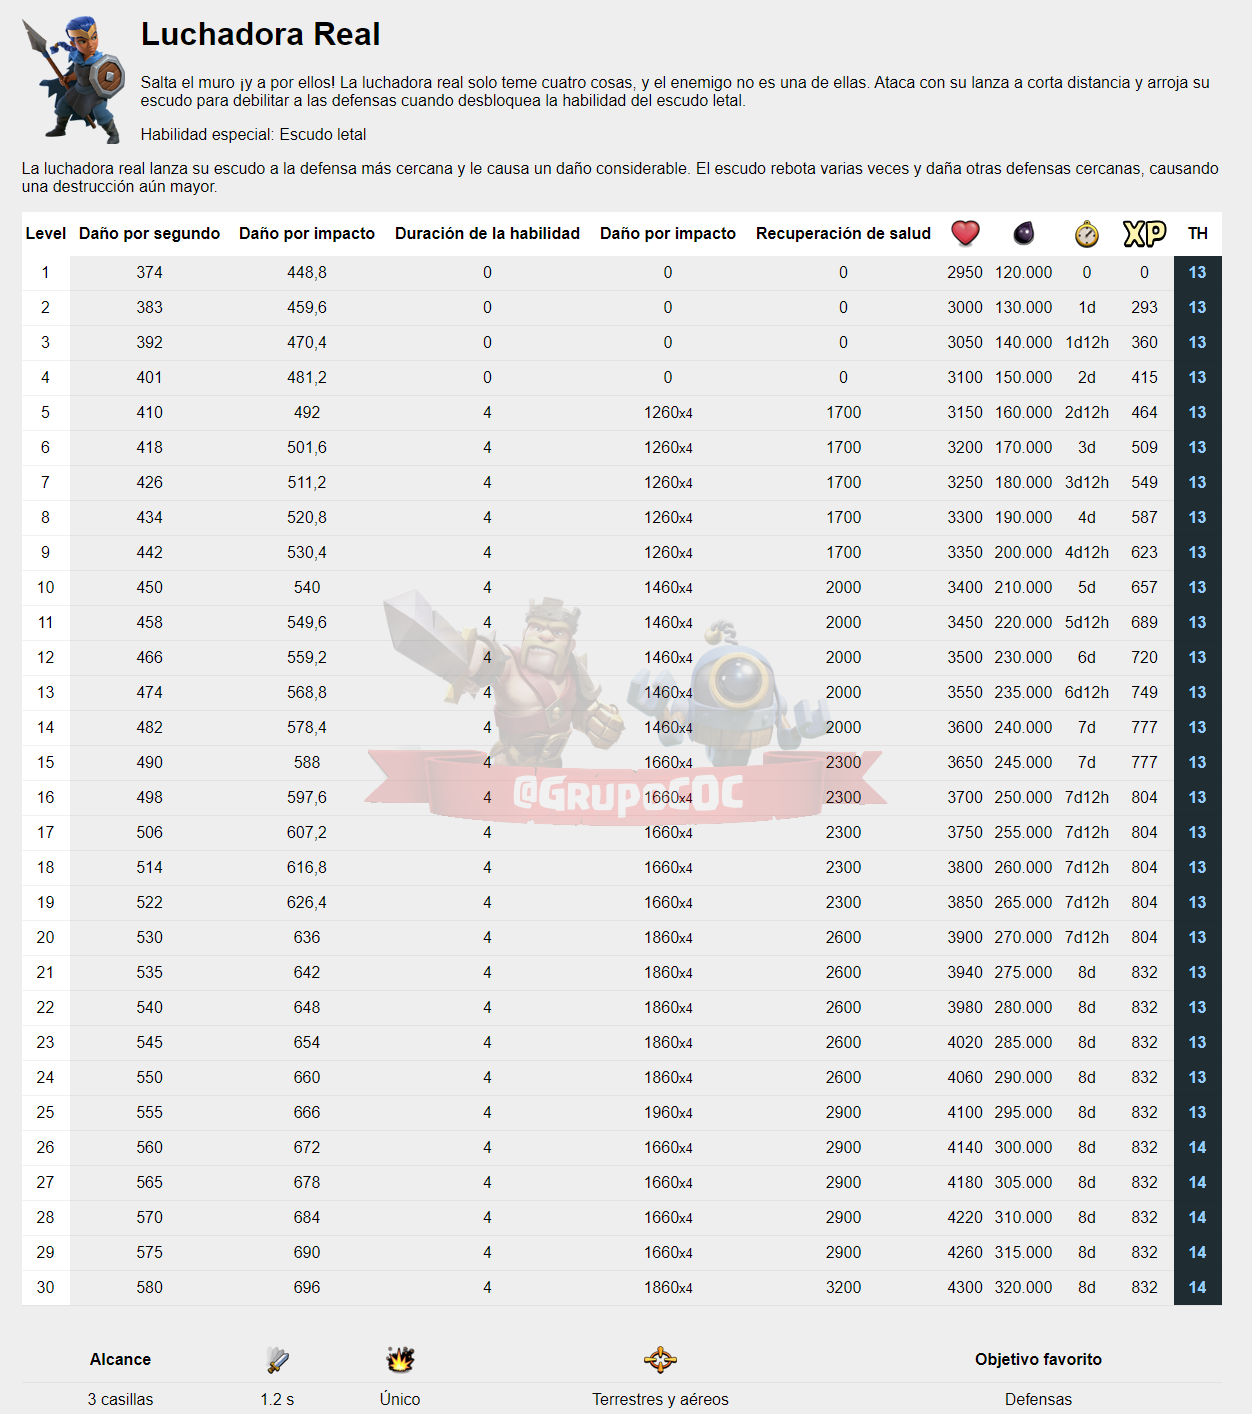 Luchadora Real
Salta el muro ¡y a por ellos! La luchadora real solo teme cuatro cosas, y el enemigo no es una de ellas. Ataca con su lanza a corta distancia y arroja su
escudo para debilitar a las defensas cuando desbloquea la habilidad del escudo letal.
Habilidad especial: Escudo letal
La luchadora real lanza su escudo a la defensa más cercana y le causa un daño considerable. El escudo rebota varias veces y daña otras defensas cercanas, causando
una destrucción aún mayor.
Level Daño por segundo Daño por impacto Duración de la habilidad Daño por impacto Recuperación de salud XP TH
1 374 448,8 0 0 0 2950 120.000 0 0 13
2 383 459,6 0 0 0 3000 130.000 1d 293 13
3 392 470,4 0 0 0 3050 140.000 1d12h 360 13
4 401 481,2 0 0 0 3100 150.000 2d 415 13
5 410 492 4 1260x4 1700 3150 160.000 2d12h 464 13
6 418 501,6 4 1260x4 1700 3200 170.000 3d 509 13
7 426 511,2 4 1260x4 1700 3250 180.000 3d12h 549 13
8 434 520,8 4 1260x4 1700 3300 190.000 4d 587 13
9 442 530,4 4 1260x4 1700 3350 200.000 4d12h 623 13
10 450 540 4 1460x4 2000 3400 210.000 5d 657 13
11 458 549,6 4 1460x4 2000 3450 220.000 5d12h 689 13
12 466 559,2 4 1460x4 2000 3500 230.000 6d 720 13
13 474 568,8 4 1460x4 2000 3550 235.000 6d12h 749 13
14 482 578,4 4 1460x4 2000 3600 240.000 7d 777 13
15 490 588 4 1660x4 2300 3650 245.000 7d 777 13
16 498 597,6 4 1660x4 2300 3700 250.000 7d12h 804 13
@GRUPOCOC
17 506 607,2 4 1660x4 2300 3750 255.000 7d12h 804 13
18 514 616,8 4 1660x4 2300 3800 260.000 7d12h 804 13
19 522 626,4 4 1660x4 2300 3850 265.000 7d12h 804 13
20 530 636 4 1860x4 2600 3900 270.000 7d12h 804 13
21 535 642 4 1860x4 2600 3940 275.000 8d 832 13
22 540 648 4 1860x4 2600 3980 280.000 8d 832 13
23 545 654 4 1860x4 2600 4020 285.000 8d 832 13
24 550 660 4 1860x4 2600 4060 290.000 8d 832 13
25 555 666 4 1960x4 2900 4100 295.000 8d 832 13
26 560 672 4 1660x4 2900 4140 300.000 8d 832 14
27 565 678 4 1660x4 2900 4180 305.000 8d 832 14
28 570 684 4 1660x4 2900 4220 310.000 8d 832 14
29 575 690 4 1660x4 2900 4260 315.000 8d 832 14
30 580 696 4 1860x4 3200 4300 320.000 8d 832 14
Alcance Objetivo favorito
3 casillas 1.2 s Único Terrestres y aéreos Defensas